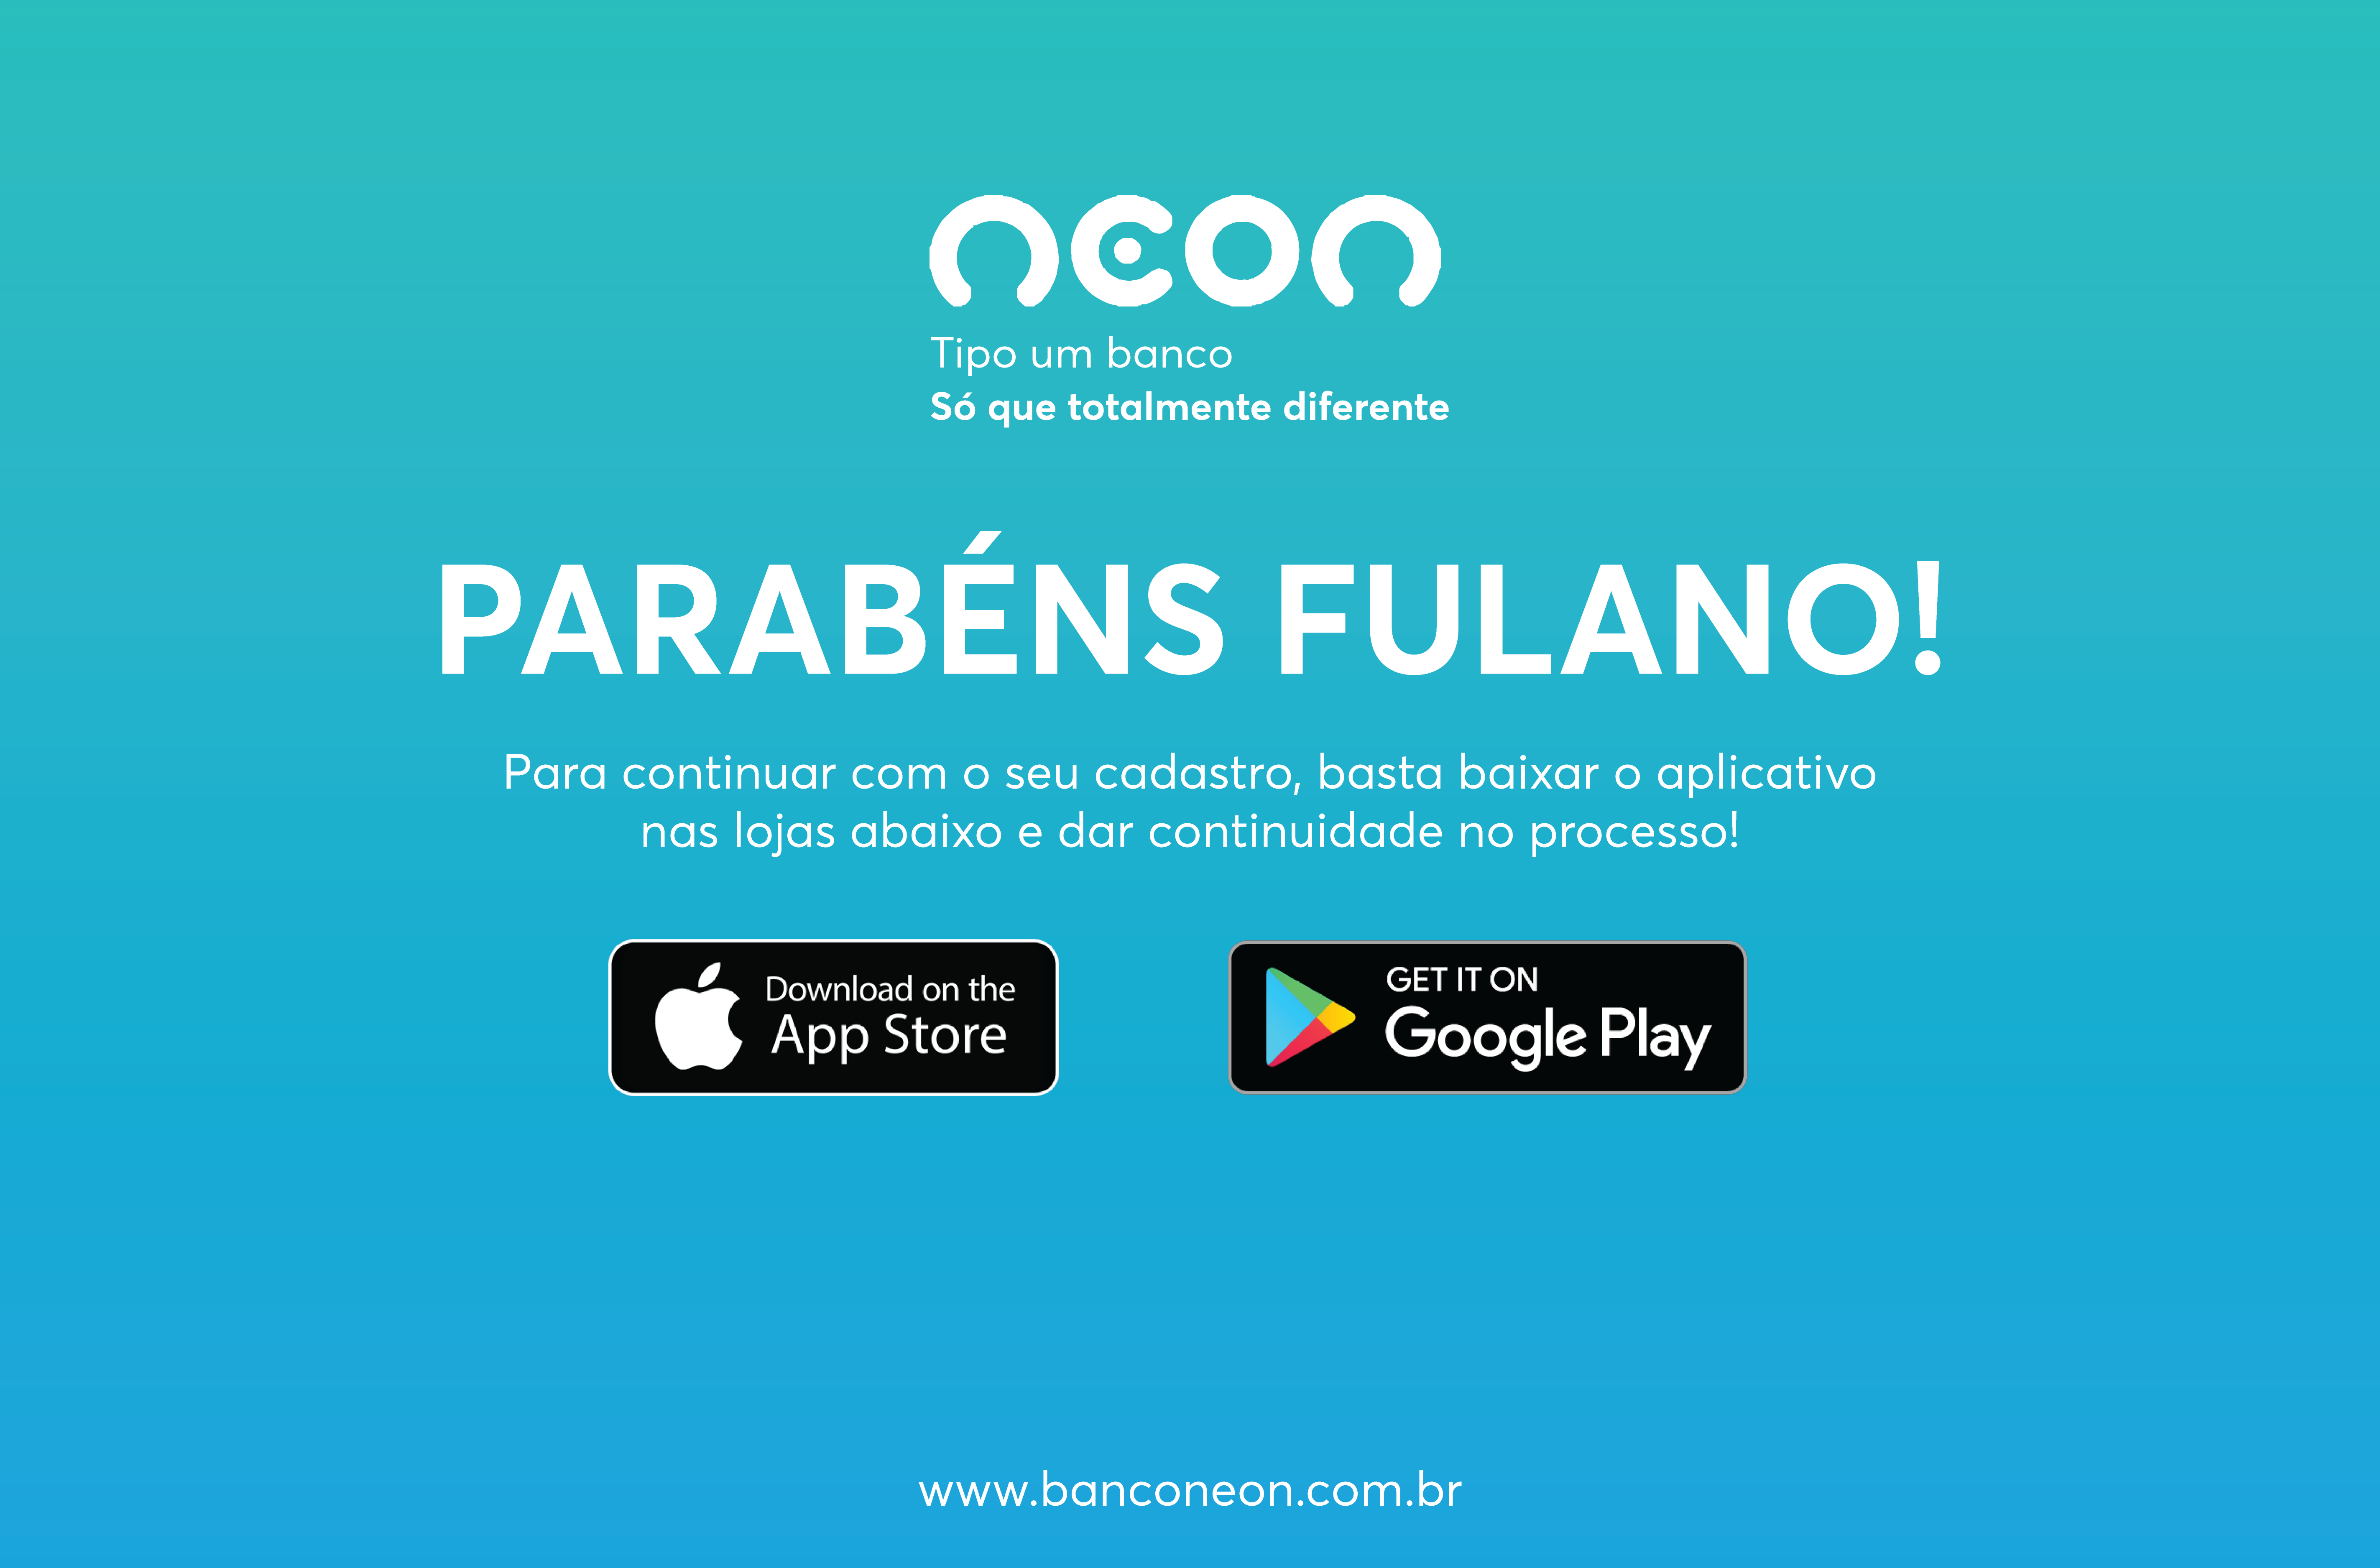 neon
Tipo um banco
Só que totalmente diferente
PARABÉNS FULANO!
Para continuar com o seu cadastro, basta baixar o aplicativo
nas lojas abaixo e dar continuidade no processo!
Download on the
App Store
GET IT ON
Google Play
www.banconeon.com.br